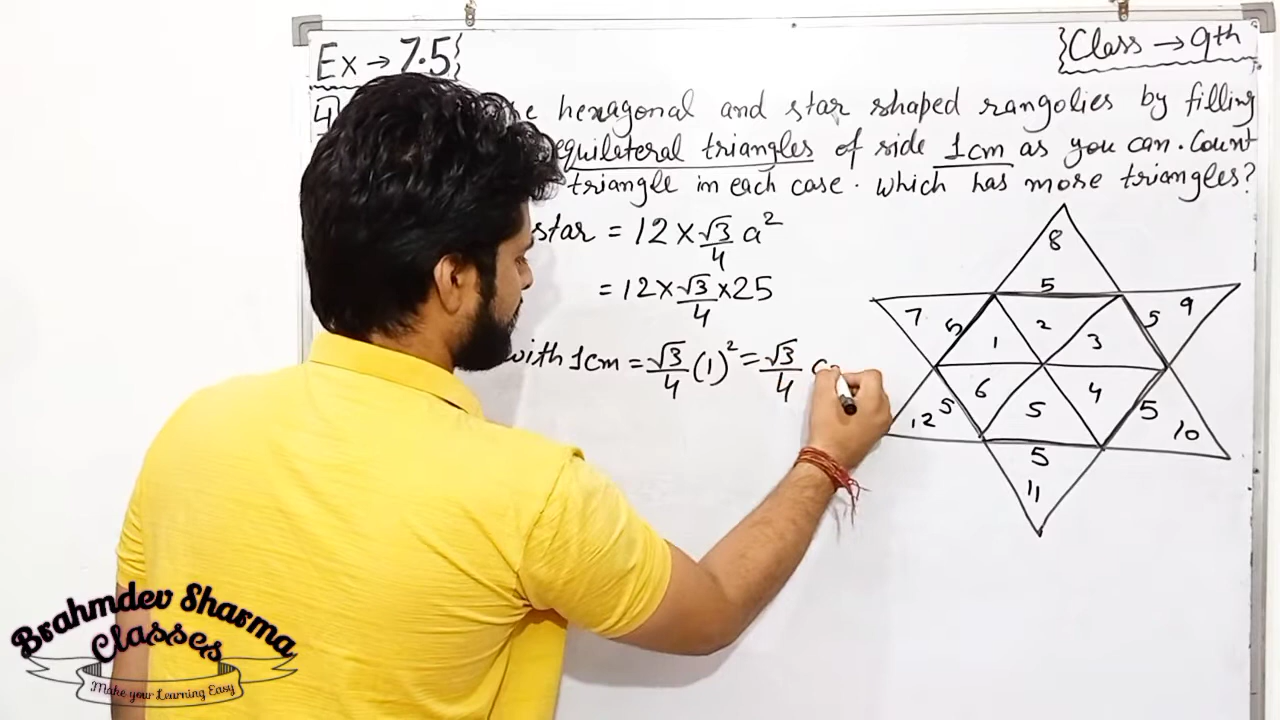 Ex → 7.5
{Class → 9th
4
hexagonal and star shaped rangolies by filling
equilateral triangles of side 1cm as you can. Count
triangle in each case. which has more triangles?
star = 12 × √3/4 a²
= 12 × √3/4 × 25
with 1cm = √3/4 (1)² = √3/4
8
5
7
5
1
2
3
5
9
12
5
6
5
4
5
10
5
11
Brahmdev Sharma
Classes
Make your Learning Easy